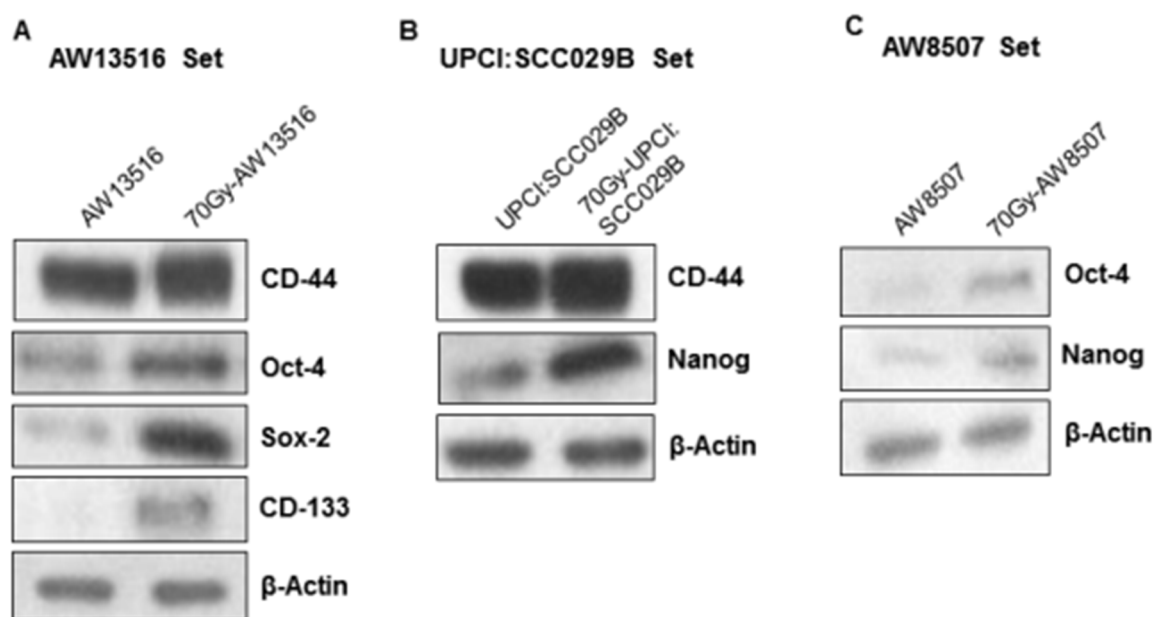 A
AW13516 Set
AW13516
70Gy-AW13516
CD-44
Oct-4
Sox-2
CD-133
β-Actin
B
UPCI:SCC029B Set
UPCI:SCC029B
70Gy-UPCI:
SCC029B
CD-44
Nanog
β-Actin
C
AW8507 Set
AW8507
70Gy-AW8507
Oct-4
Nanog
β-Actin